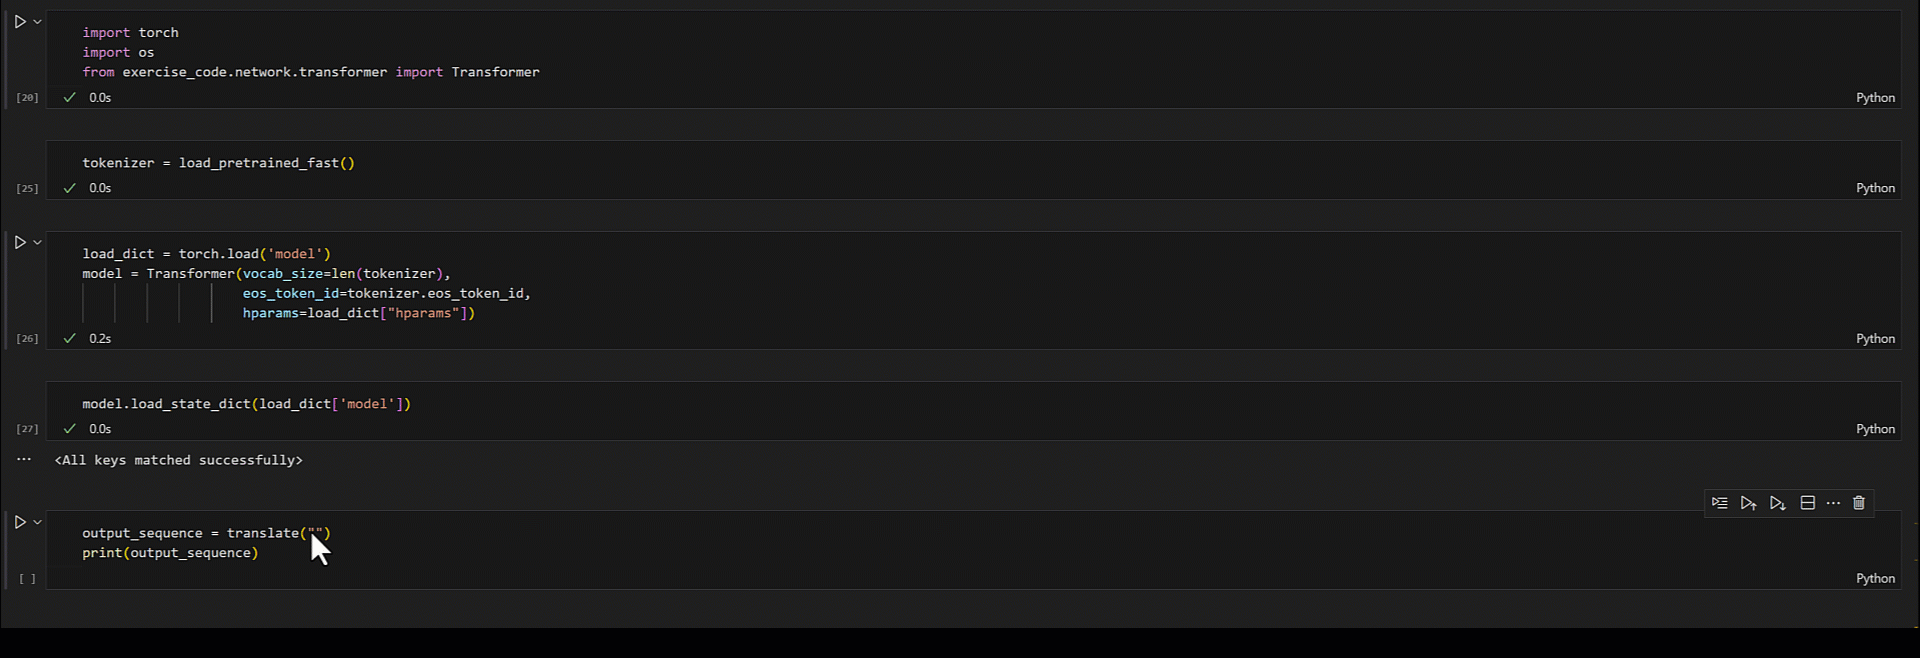 import torch
import os
from exercise_code.network.transformer import Transformer
[20] 0.0s Python
tokenizer = load_pretrained_fast()
[25] 0.0s Python
load_dict = torch.load('model')
model = Transformer(vocab_size=len(tokenizer),
eos_token_id=tokenizer.eos_token_id,
hparams=load_dict["hparams"])
[26] 0.2s Python
model.load_state_dict(load_dict['model'])
[27] 0.0s Python
... <All keys matched successfully>
output_sequence = translate("")
print(output_sequence)
[ ] Python